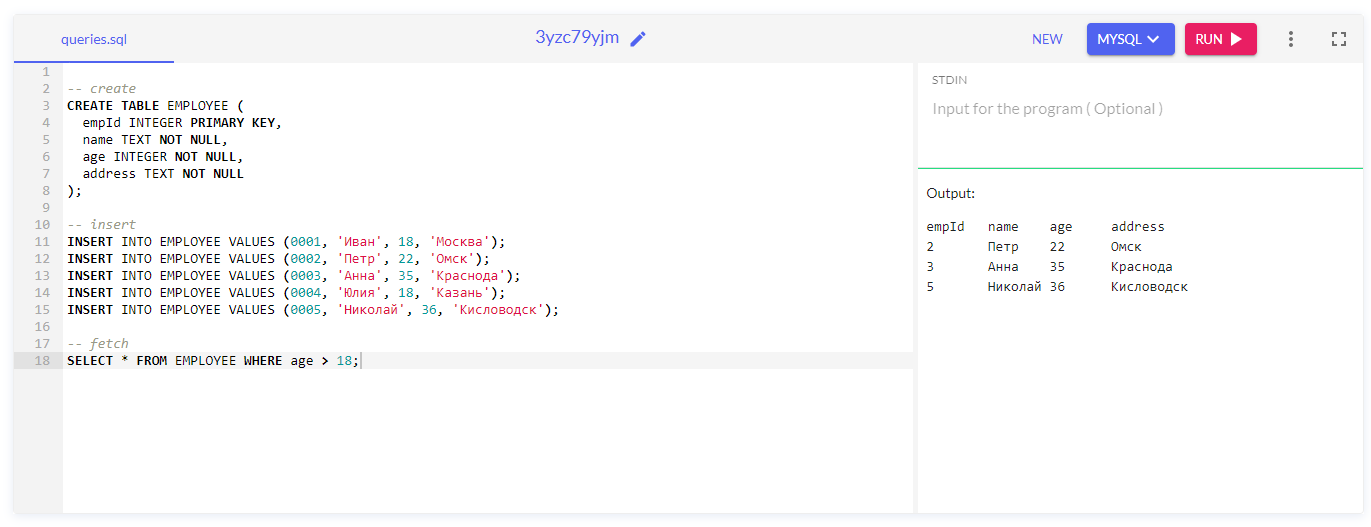 queries.sql
3yzc79yjm
NEW
MYSQL
RUN
1
2 -- create
3 CREATE TABLE EMPLOYEE (
4   empId INTEGER PRIMARY KEY,
5   name TEXT NOT NULL,
6   age INTEGER NOT NULL,
7   address TEXT NOT NULL
8 );
9
10 -- insert
11 INSERT INTO EMPLOYEE VALUES (0001, 'Иван', 18, 'Москва');
12 INSERT INTO EMPLOYEE VALUES (0002, 'Петр', 22, 'Омск');
13 INSERT INTO EMPLOYEE VALUES (0003, 'Анна', 35, 'Краснода');
14 INSERT INTO EMPLOYEE VALUES (0004, 'Юлия', 18, 'Казань');
15 INSERT INTO EMPLOYEE VALUES (0005, 'Николай', 36, 'Кисловодск');
16
17 -- fetch
18 SELECT * FROM EMPLOYEE WHERE age > 18;
STDIN
Input for the program ( Optional )
Output:
empId name age address
2 Петр 22 Омск
3 Анна 35 Краснода
5 Николай 36 Кисловодск